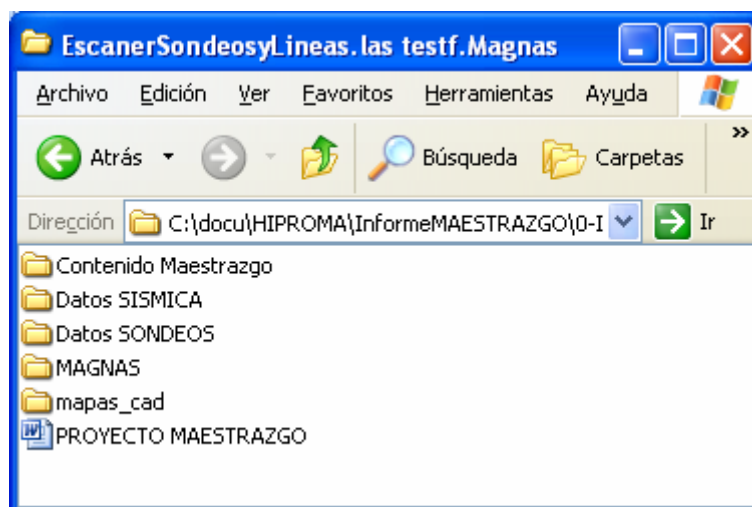 EscanerSondeosyLineas.las testf.Magnas
Archivo Edición Ver Favoritos Herramientas Ayuda
Atrás Búsqueda Carpetas »
Dirección C:\docu\HIPROMA\InformeMAESTRAZGO\0-I Ir
Contenido Maestrazgo
Datos SISMICA
Datos SONDEOS
MAGNAS
mapas_cad
PROYECTO MAESTRAZGO